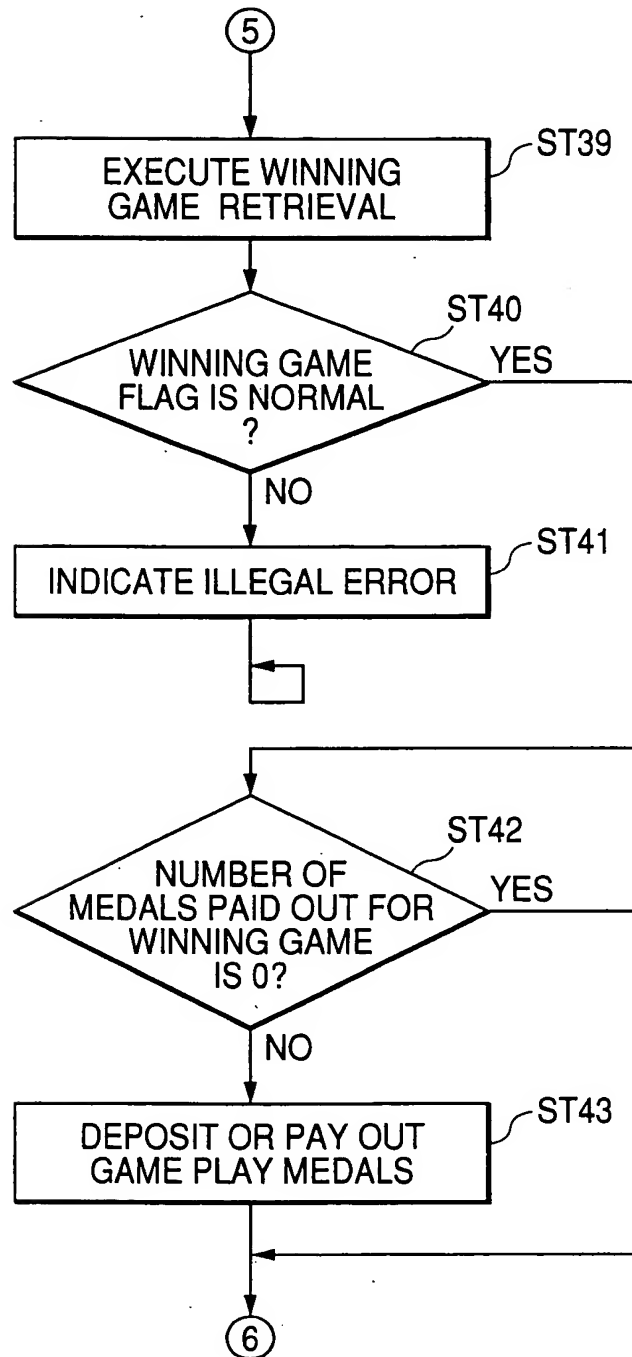 5
ST39
EXECUTE WINNING
GAME RETRIEVAL
ST40
WINNING GAME
FLAG IS NORMAL
?
YES
NO
ST41
INDICATE ILLEGAL ERROR
ST42
NUMBER OF
MEDALS PAID OUT FOR
WINNING GAME
IS 0?
YES
NO
ST43
DEPOSIT OR PAY OUT
GAME PLAY MEDALS
6